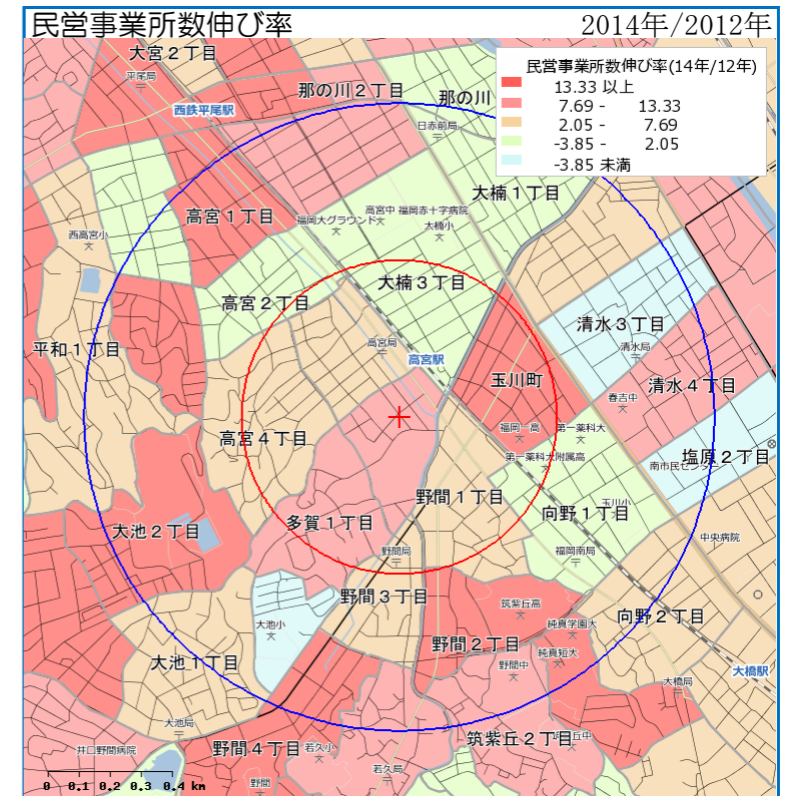 民営事業所数伸び率
2014年/2012年
民営事業所数伸び率(14年/12年)
13.33 以上
7.69 - 13.33
2.05 - 7.69
-3.85 - 2.05
-3.85 未満
大宮2丁目
平尾局
西鉄平尾駅
那の川2丁目
那の川
日赤前局
大楠1丁目
高宮1丁目
福岡大グラウンド
高宮中
福岡赤十字病院
大楠小
西高宮小
高宮2丁目
大楠3丁目
清水3丁目
清水局
高宮局
高宮駅
平和1丁目
玉川町
清水4丁目
春吉中
福岡一高
第一薬科大
高宮4丁目
第一薬科大附属高
塩原2丁目
南市民センター
野間1丁目
玉川小
向野1丁目
多賀1丁目
大池2丁目
中央病院
野間局
福岡南局
野間3丁目
筑紫丘高
大池小
純真学園大
向野2丁目
野間2丁目
純真短大
大池1丁目
野間中
大橋駅
大橋局
大池局
野間4丁目
若久小
筑紫丘2丁目
井口野間病院
若久局
野間
0 0.1 0.2 0.3 0.4 km